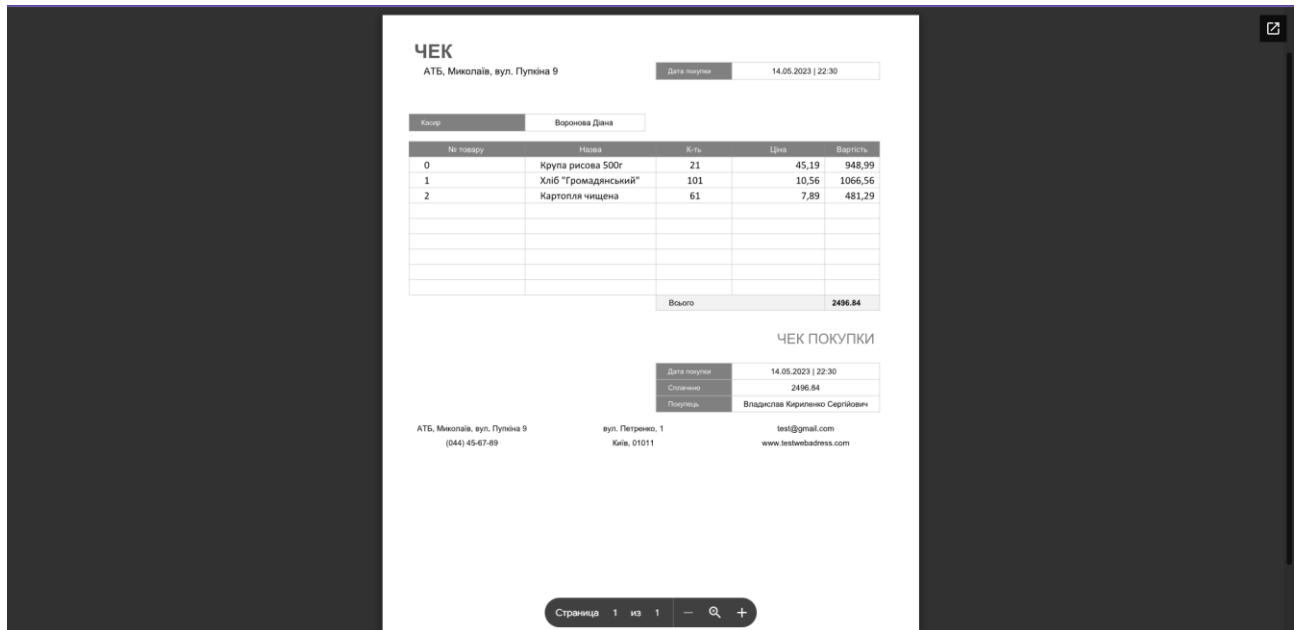 ЧЕК
АТБ, Миколаїв, вул. Пупкіна 9
Дата покупки 14.05.2023 | 22:30
Касир Воронова Діана
№ товару Назва К-ть Ціна Вартість
0 Крупа рисова 500г 21 45,19 948,99
1 Хліб "Громадянський" 101 10,56 1066,56
2 Картопля чищена 61 7,89 481,29
Всього 2496.84
ЧЕК ПОКУПКИ
Дата покупки 14.05.2023 | 22:30
Сплачено 2496.84
Покупець Владислав Кириленко Сергійович
АТБ, Миколаїв, вул. Пупкіна 9 вул. Петренко, 1 test@gmail.com
(044) 45-67-89 Київ, 01011 www.testwebadress.com
Страница 1 из 1